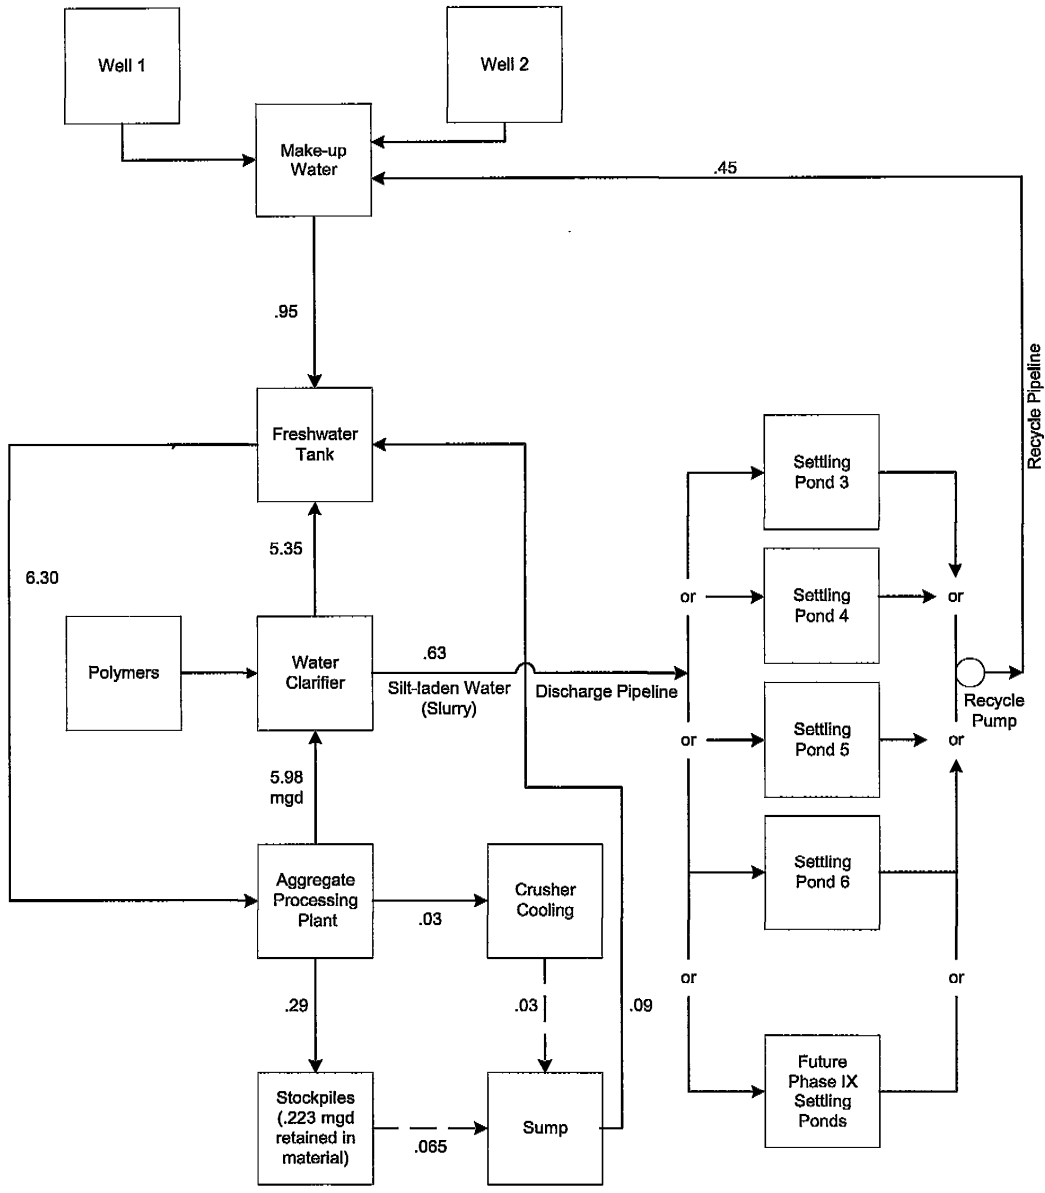 Well 1
Well 2
Make-up
Water
.45
.95
Recycle Pipeline
Freshwater
Tank
Settling
Pond 3
5.35
6.30
or
Settling
Pond 4
or
Polymers
Water
Clarifier
.63
Silt-laden Water
(Slurry)
Discharge Pipeline
Recycle
Pump
or
Settling
Pond 5
or
5.98
mgd
Aggregate
Processing
Plant
.03
Crusher
Cooling
Settling
Pond 6
.29
.03
.09
or
or
Stockpiles
(.223 mgd
retained in
material)
.065
Sump
Future
Phase IX
Settling
Ponds